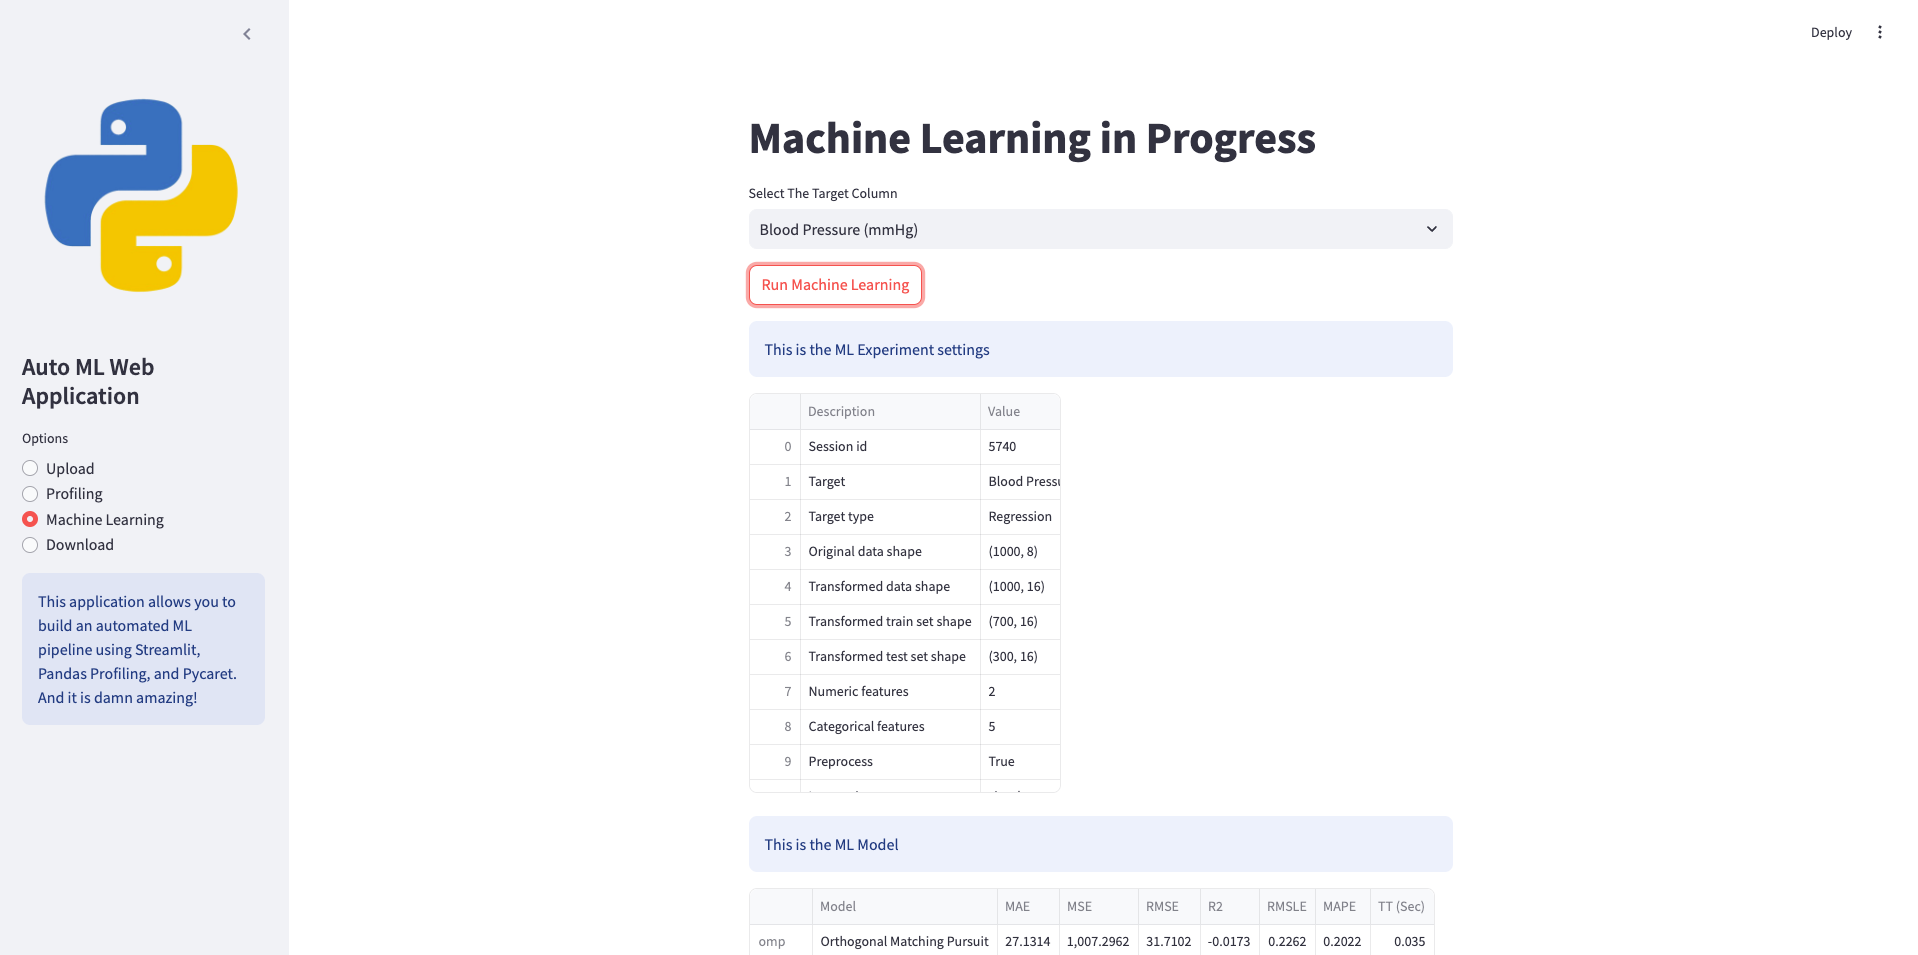 Deploy
Machine Learning in Progress
Select The Target Column
Blood Pressure (mmHg)
Run Machine Learning
This is the ML Experiment settings
Description Value
0 Session id 5740
1 Target Blood Pressu
2 Target type Regression
3 Original data shape (1000, 8)
4 Transformed data shape (1000, 16)
5 Transformed train set shape (700, 16)
6 Transformed test set shape (300, 16)
7 Numeric features 2
8 Categorical features 5
9 Preprocess True
This is the ML Model
Model MAE MSE RMSE R2 RMSLE MAPE TT (Sec)
omp Orthogonal Matching Pursuit 27.1314 1,007.2962 31.7102 -0.0173 0.2262 0.2022 0.035
Auto ML Web
Application
Options
Upload
Profiling
Machine Learning
Download
This application allows you to
build an automated ML
pipeline using Streamlit,
Pandas Profiling, and Pycaret.
And it is damn amazing!